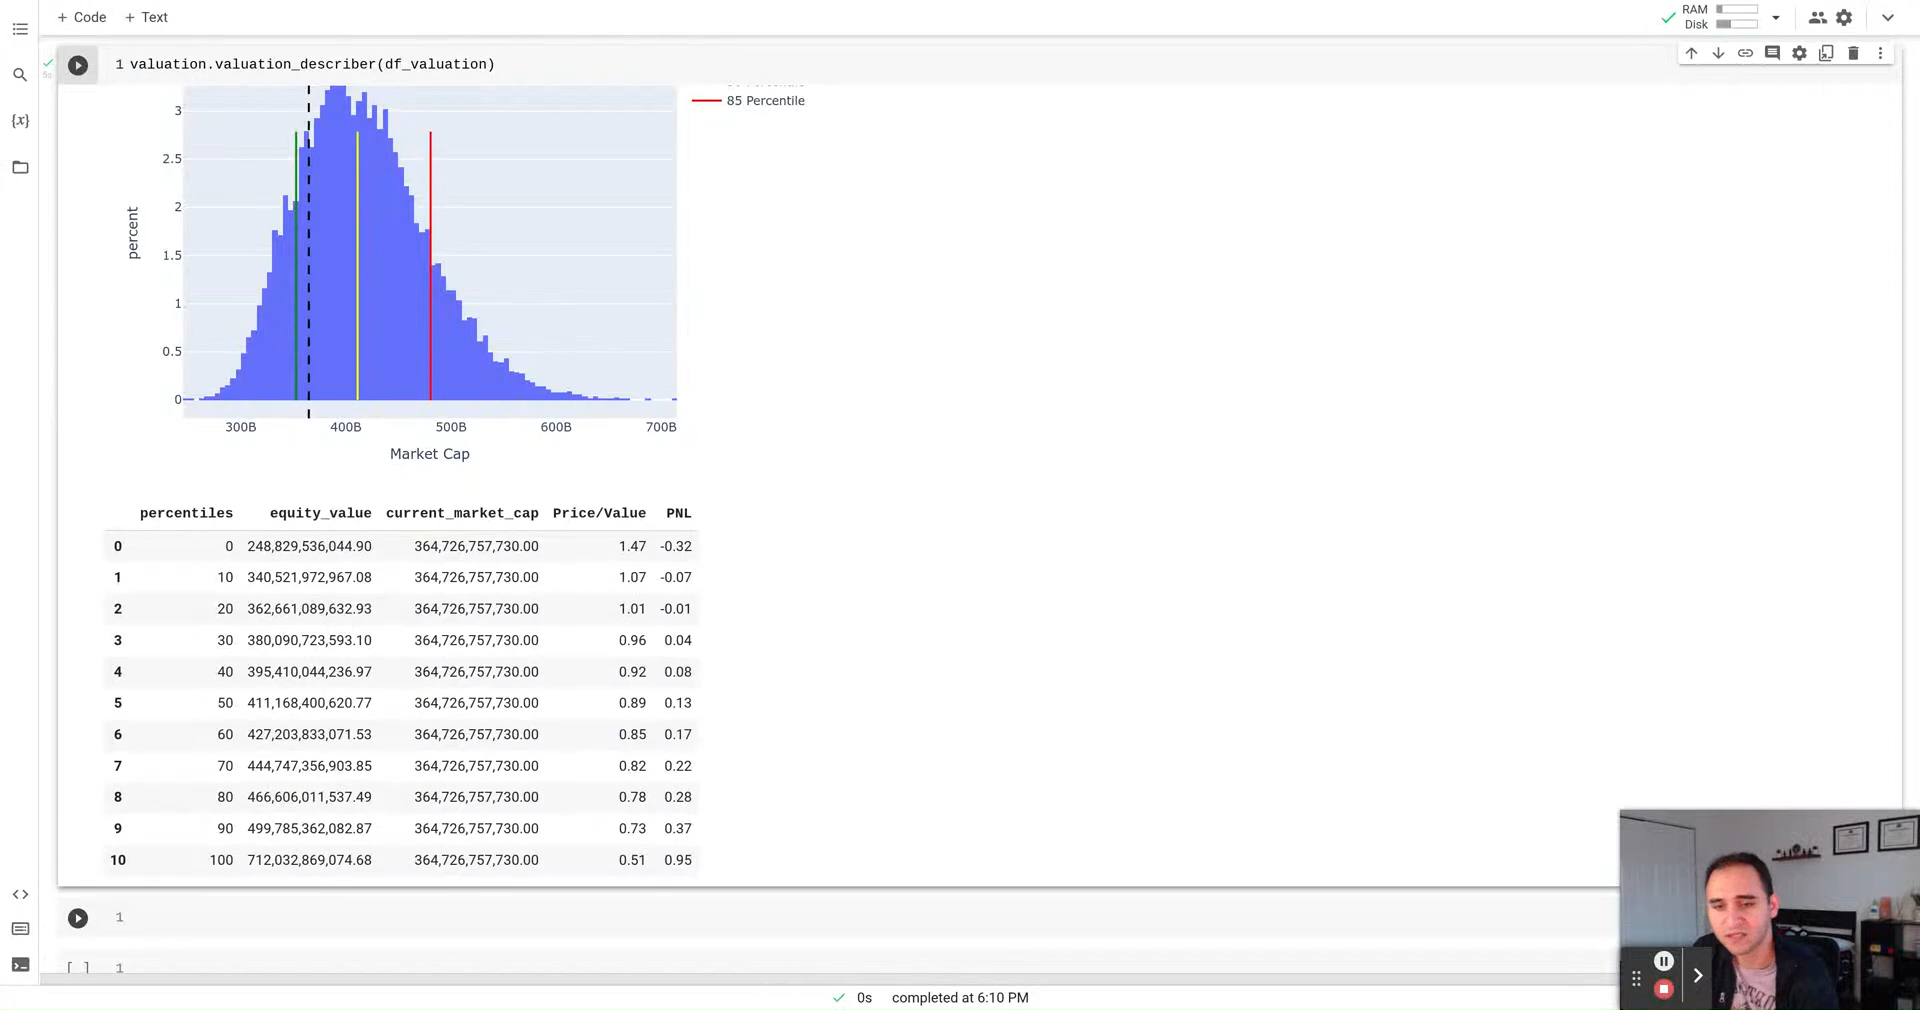 + Code + Text
RAM
Disk
{x}
5s
1 valuation.valuation_describer(df_valuation)
85 Percentile
3
2.5
2
1.5
1
0.5
0
percent
300B 400B 500B 600B 700B
Market Cap
percentiles equity_value current_market_cap Price/Value PNL
0 0 248,829,536,044.90 364,726,757,730.00 1.47 -0.32
1 10 340,521,972,967.08 364,726,757,730.00 1.07 -0.07
2 20 362,661,089,632.93 364,726,757,730.00 1.01 -0.01
3 30 380,090,723,593.10 364,726,757,730.00 0.96 0.04
4 40 395,410,044,236.97 364,726,757,730.00 0.92 0.08
5 50 411,168,400,620.77 364,726,757,730.00 0.89 0.13
6 60 427,203,833,071.53 364,726,757,730.00 0.85 0.17
7 70 444,747,356,903.85 364,726,757,730.00 0.82 0.22
8 80 466,606,011,537.49 364,726,757,730.00 0.78 0.28
9 90 499,785,362,082.87 364,726,757,730.00 0.73 0.37
10 100 712,032,869,074.68 364,726,757,730.00 0.51 0.95
1
[ ] 1
0s completed at 6:10 PM